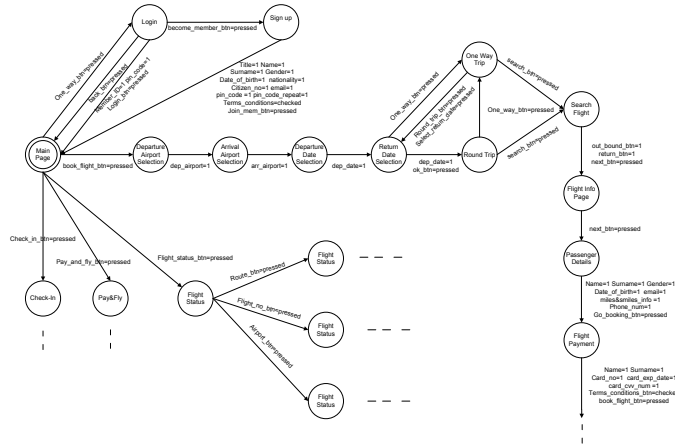 Login
become_member_btn=pressed
Sign up
One_way_btn=pressed
back_btn=pressed
Member_ID=1 pin_code=1
Login_btn=pressed
Title=1 Name=1
Surname=1 Gender=1
Date_of_birth=1 nationality=1
Citizen_no=1 email=1
pin_code =1 pin_code_repeat=1
Terms_conditions=checked
Join_mem_btn=pressed
Main
Page
book_flight_btn=pressed
Departure
Airport
Selection
dep_airport=1
Arrival
Airport
Selection
arr_airport=1
Departure
Date
Selection
dep_date=1
Return
Date
Selection
dep_date=1
ok_btn=pressed
Round Trip
One_way_btn=pressed
Round_trip_btn=pressed
Select_return_date=pressed
One Way
Trip
One_way_btn=pressed
search_btn=pressed
search_btn=pressed
Search
Flight
out_bound_btn=1
return_btn=1
next_btn=pressed
Flight Info
Page
next_btn=pressed
Passenger
Details
Name=1 Surname=1 Gender=1
Date_of_birth=1 email=1
miles&smiles_info =1
Phone_num=1
Go_booking_btn=pressed
Flight
Payment
Name=1 Surname=1
Card_no=1 card_exp_date=1
card_cvv_num =1
Terms_conditions_btn=checke
book_flight_btn=pressed
Check_in_btn=pressed
Check-In
Pay_and_fly_btn=pressed
Pay&Fly
Flight_status_btn=pressed
Flight
Status
Route_btn=pressed
Flight
Status
Flight_no_btn=pressed
Flight
Status
Airport_btn=pressed
Flight
Status